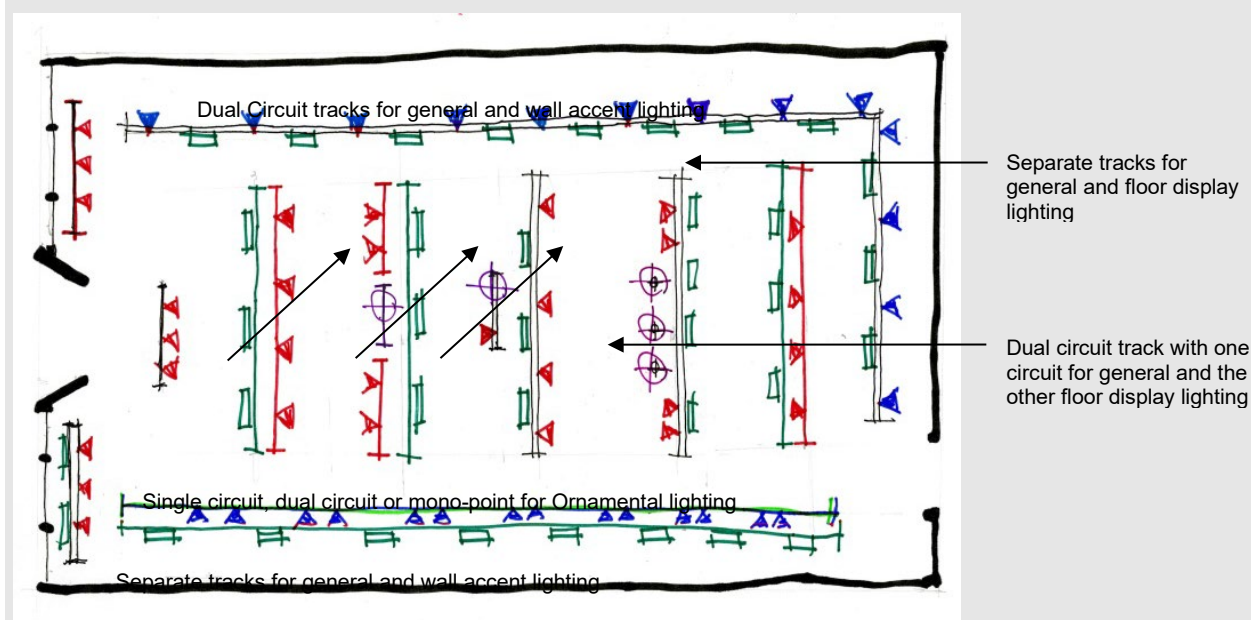 Dual Circuit tracks for general and wall accent lighting
Separate tracks for
general and floor display
lighting
Dual circuit track with one
circuit for general and the
other floor display lighting
Single circuit, dual circuit or mono-point for Ornamental lighting
Separate tracks for general and wall accent lighting